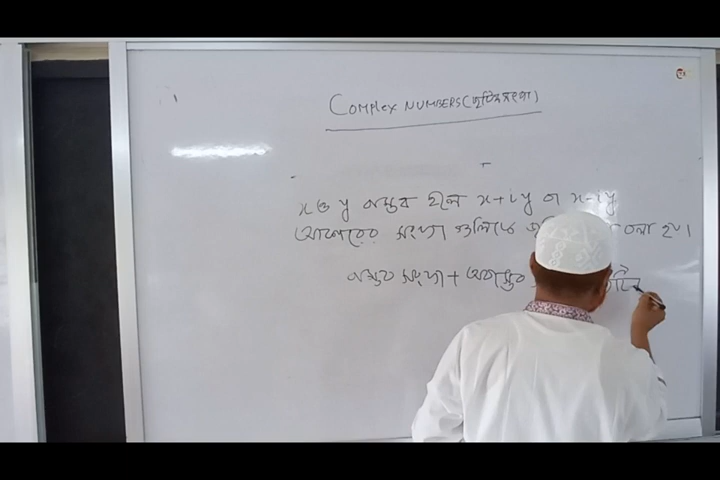 COMPLEX NUMBERS (জটিল সংখ্যা)
x ও y বাস্তব হলে x+iy বা x-iy
আকারের সংখ্যা গুলিকে বলা হয়।
বাস্তব সংখ্যা + অবাস্তব